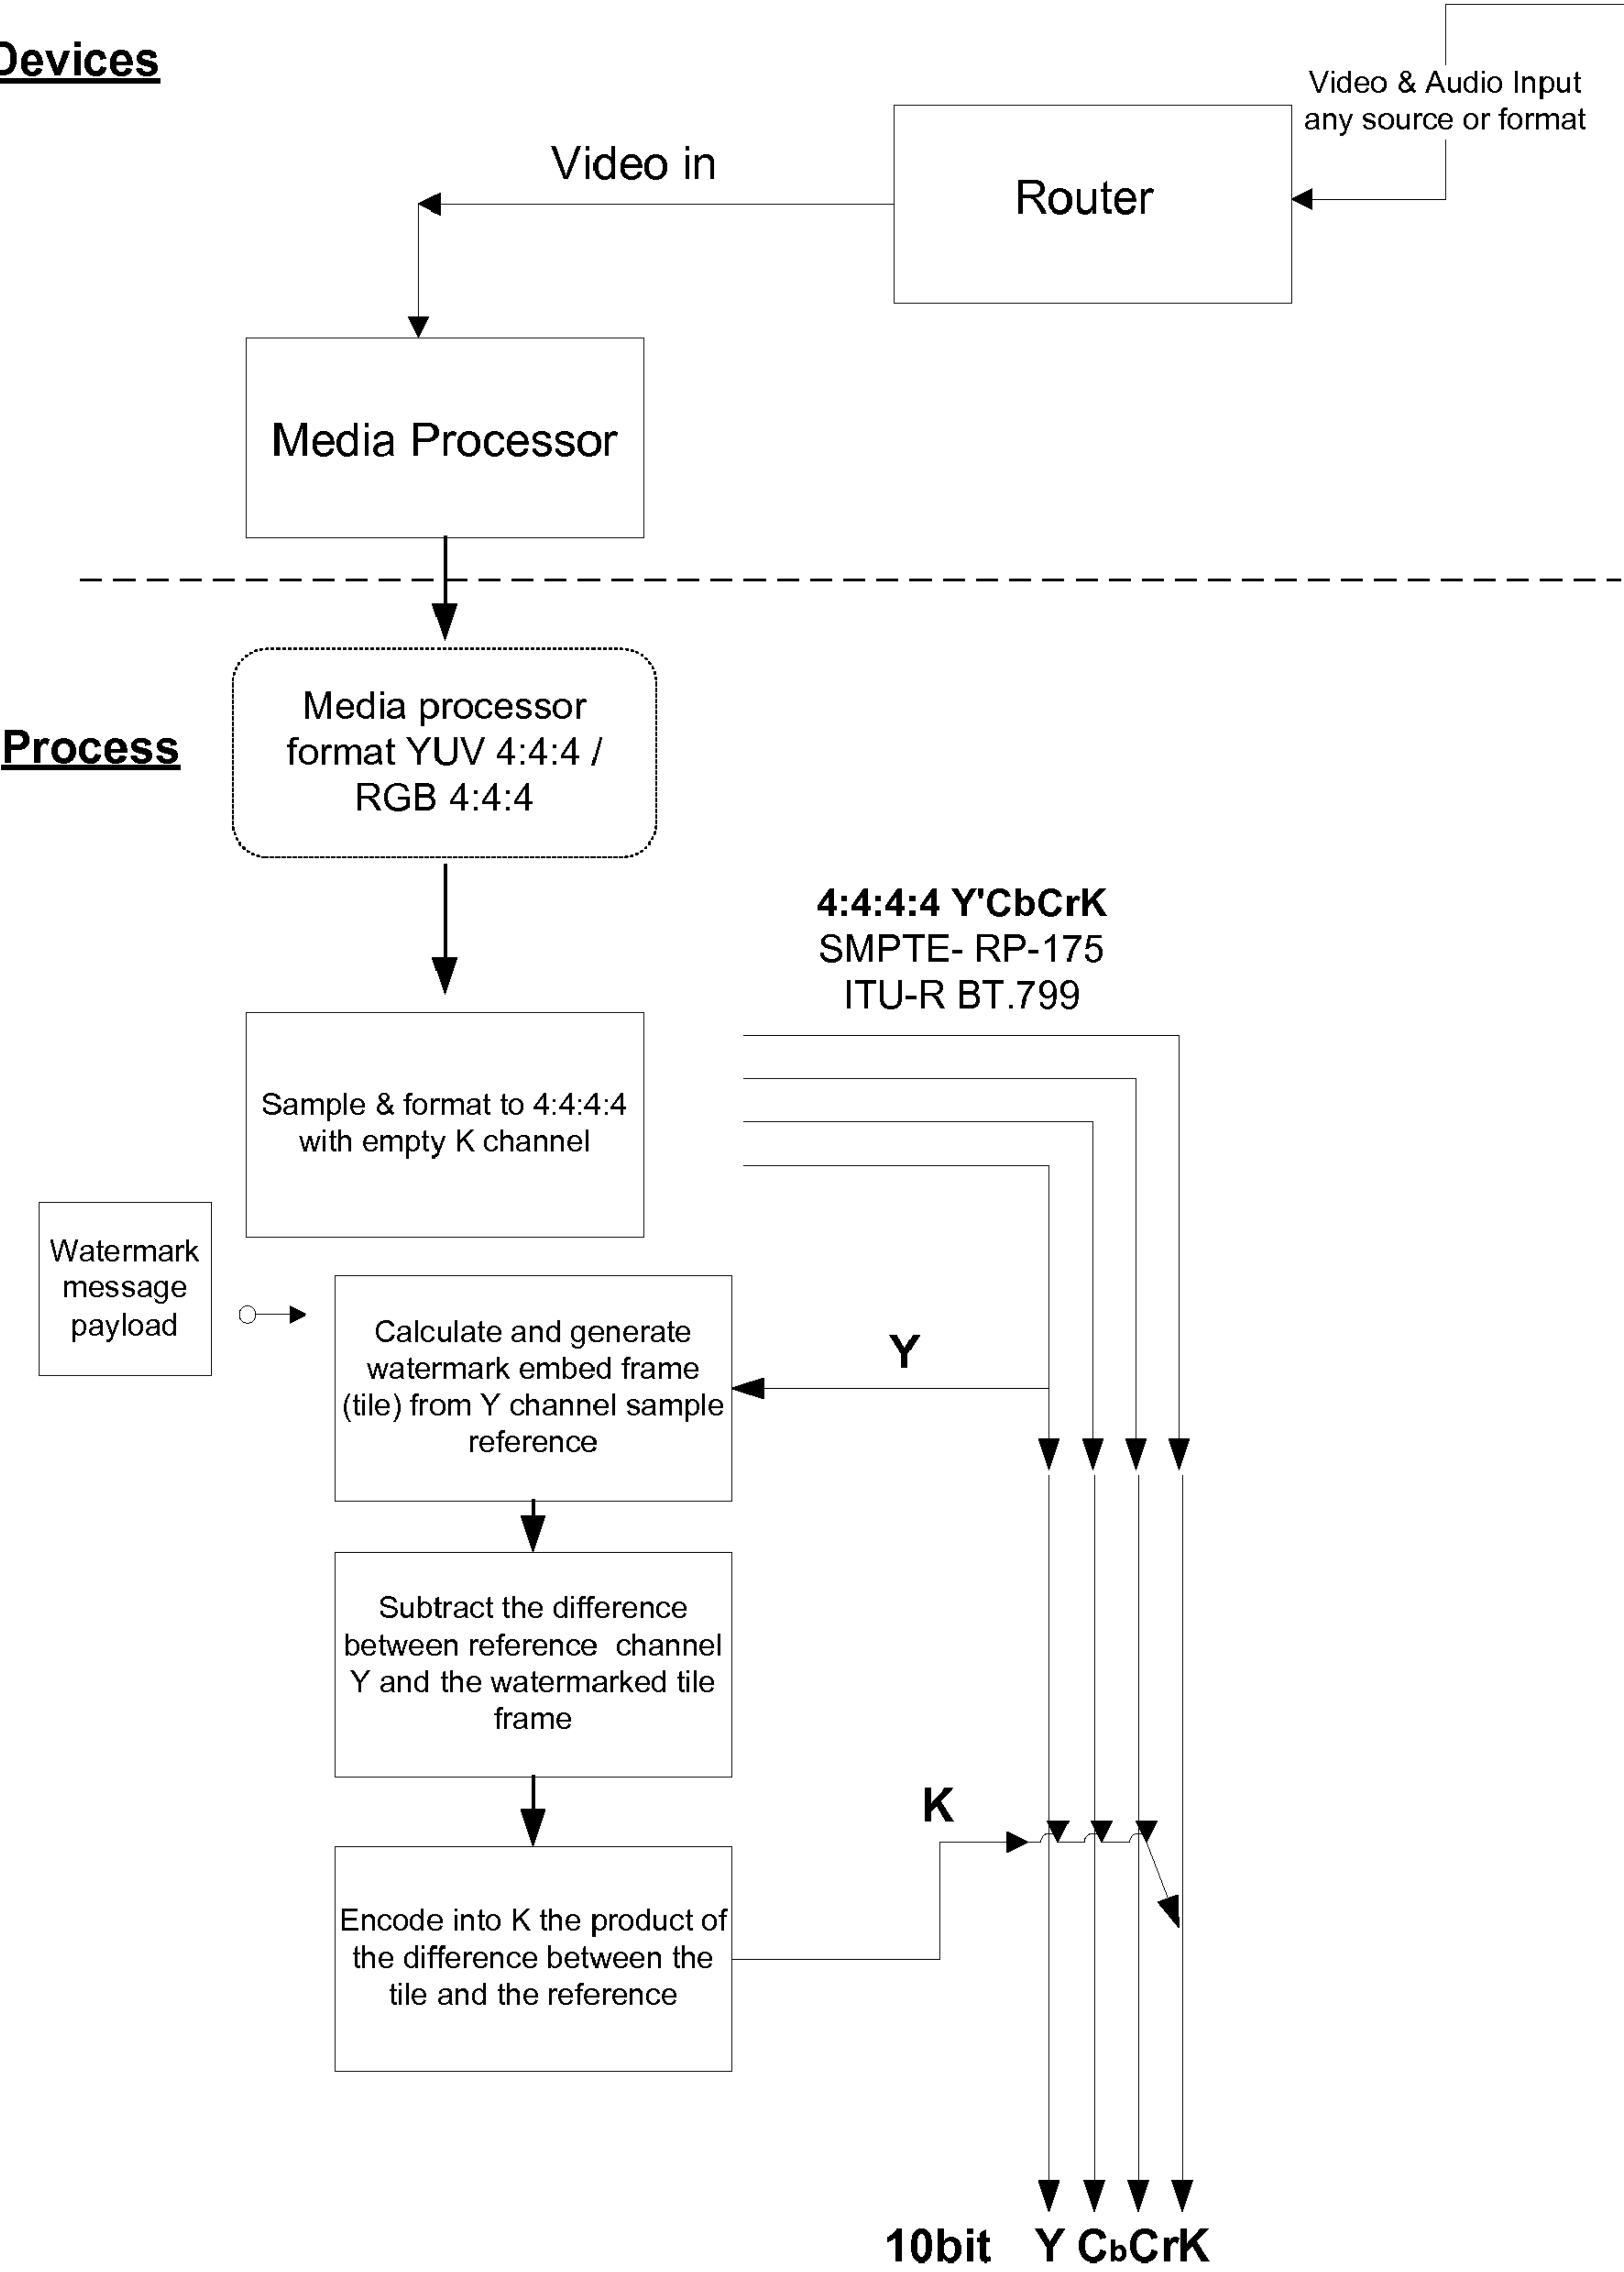 Devices
Video & Audio Input
any source or format
Video in
Router
Media Processor
Process
Media processor
format YUV 4:4:4 /
RGB 4:4:4
4:4:4:4 Y'CbCrK
SMPTE- RP-175
ITU-R BT.799
Sample & format to 4:4:4:4
with empty K channel
Watermark
message
payload
Calculate and generate
watermark embed frame
(tile) from Y channel sample
reference
Y
Subtract the difference
between reference channel
Y and the watermarked tile
frame
K
Encode into K the product of
the difference between the
tile and the reference
10bit Y CbCrK